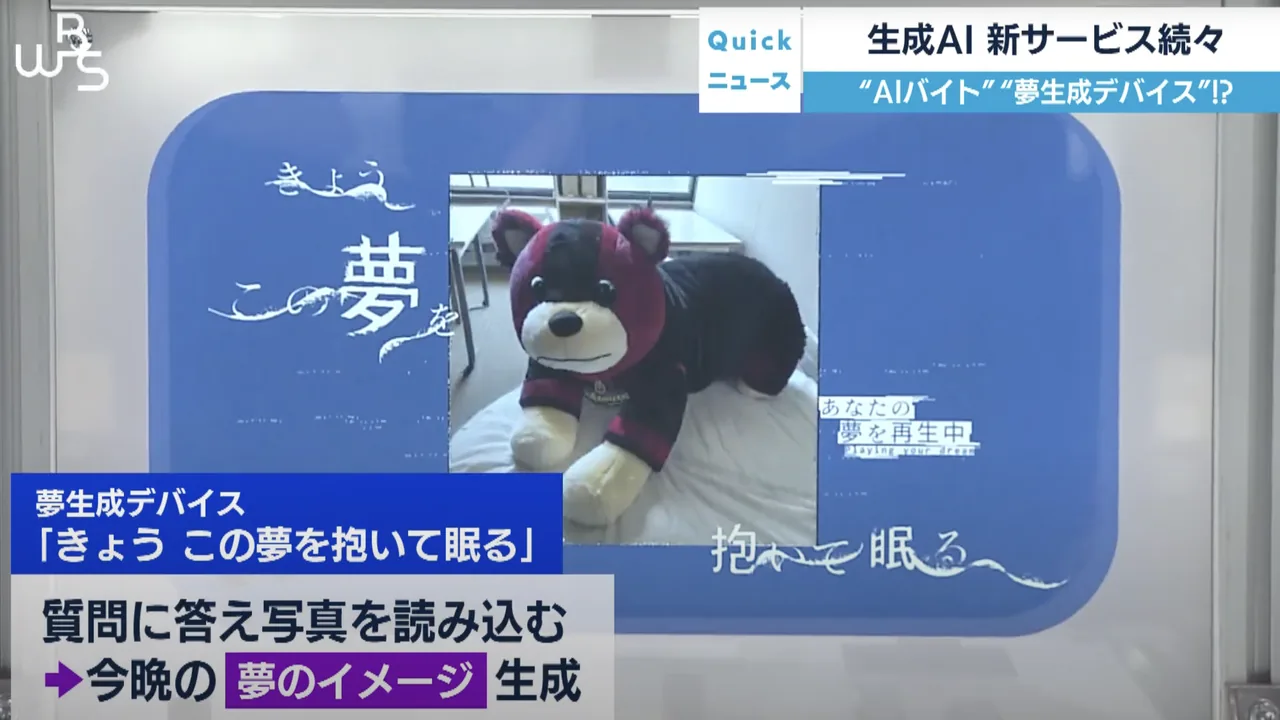 WBS
Quick
ニュース
生成AI 新サービス続々
“AIバイト”“夢生成デバイス”!?
きょう
この夢を
あなたの
夢を再生中
Playing your dream
抱いて眠る
夢生成デバイス
「きょう この夢を抱いて眠る」
質問に答え写真を読み込む
➡今晩の 夢のイメージ 生成